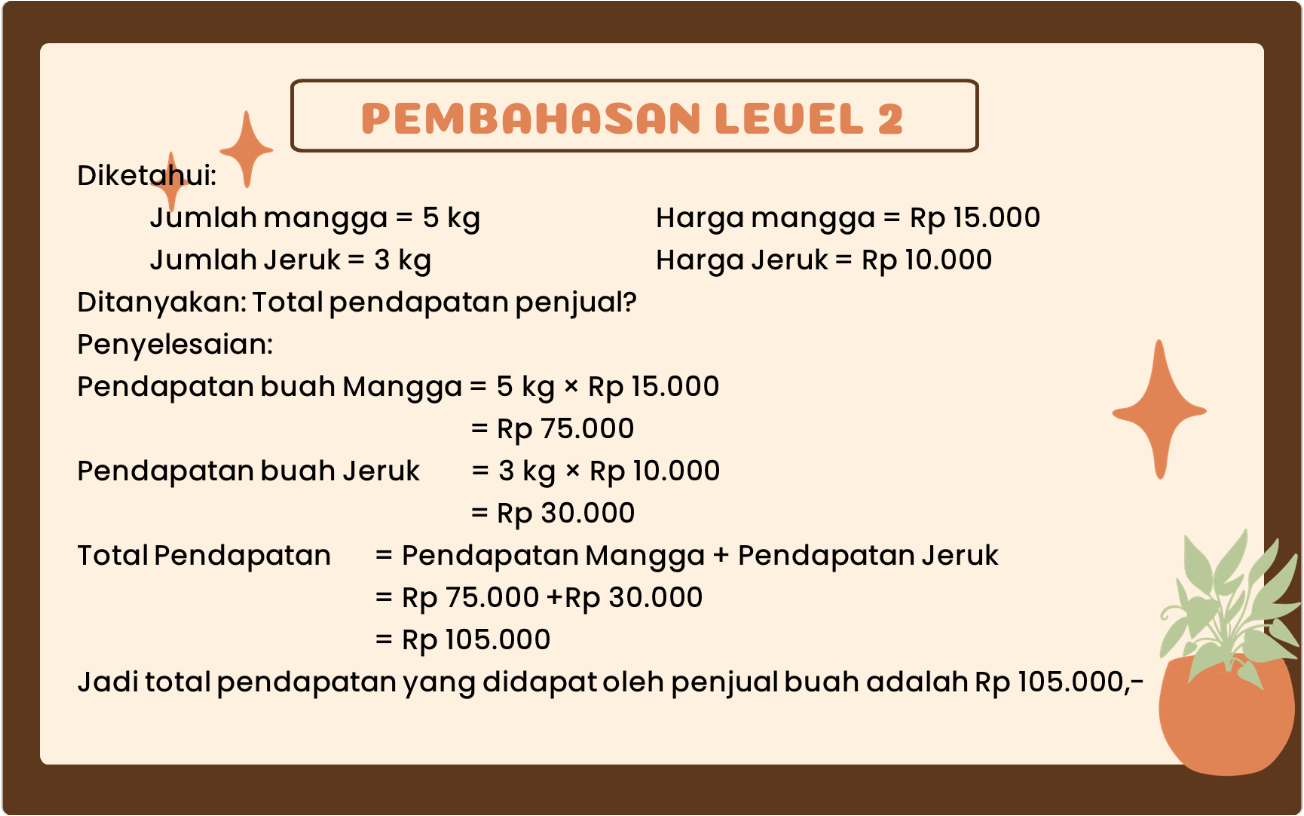 PEMBAHASAN LEVEL 2
Diketahui:
Jumlah mangga = 5 kg Harga mangga = Rp 15.000
Jumlah Jeruk = 3 kg Harga Jeruk = Rp 10.000
Ditanyakan: Total pendapatan penjual?
Penyelesaian:
Pendapatan buah Mangga = 5 kg × Rp 15.000
= Rp 75.000
Pendapatan buah Jeruk = 3 kg × Rp 10.000
= Rp 30.000
Total Pendapatan = Pendapatan Mangga + Pendapatan Jeruk
= Rp 75.000 +Rp 30.000
= Rp 105.000
Jadi total pendapatan yang didapat oleh penjual buah adalah Rp 105.000,-